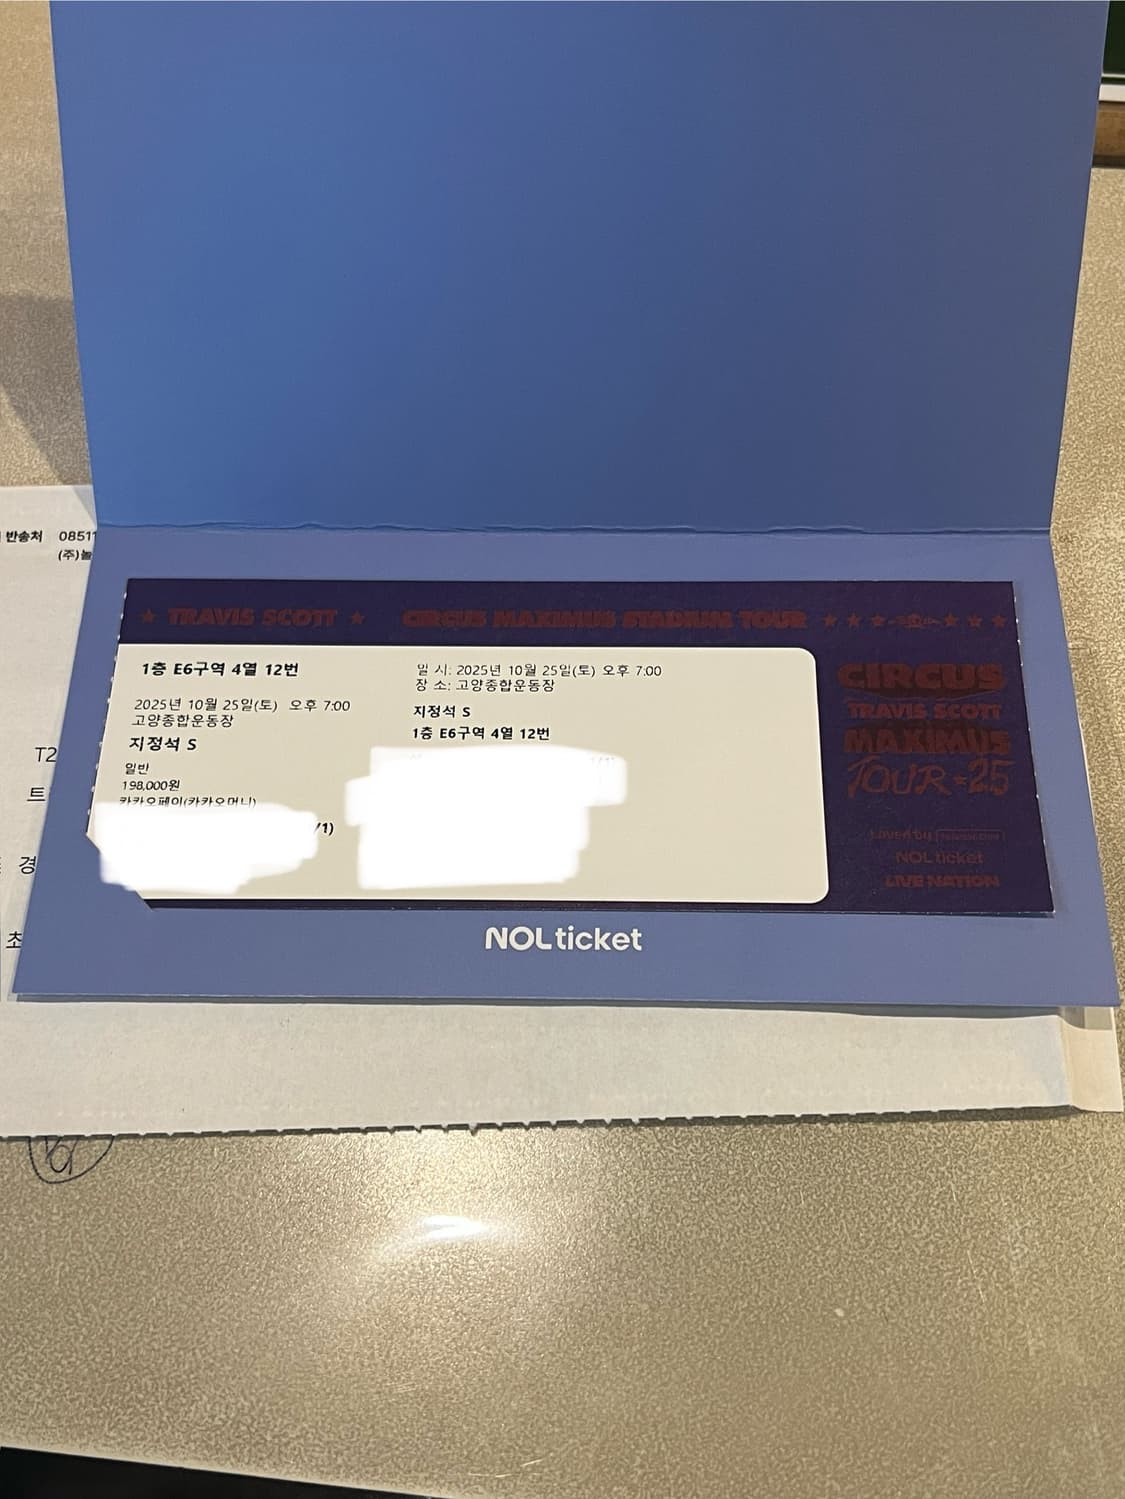 반송처 08511
(주)놀
T2
트
경
초
★ TRAVIS SCOTT ★ CIRCUS MAXIMUS STADIUM TOUR ★ ★ ★ ★ ★ ★
1층 E6구역 4열 12번
2025년 10월 25일(토) 오후 7:00
고양종합운동장
지정석 S
일반
198,000원
카카오페이(카카오머니)
/1)
일 시: 2025년 10월 25일(토) 오후 7:00
장 소: 고양종합운동장
지정석 S
1층 E6구역 4열 12번
CIRCUS
TRAVIS SCOTT
MAXIMUS
TOUR-25
NOL ticket
LIVE NATION
NOL ticket